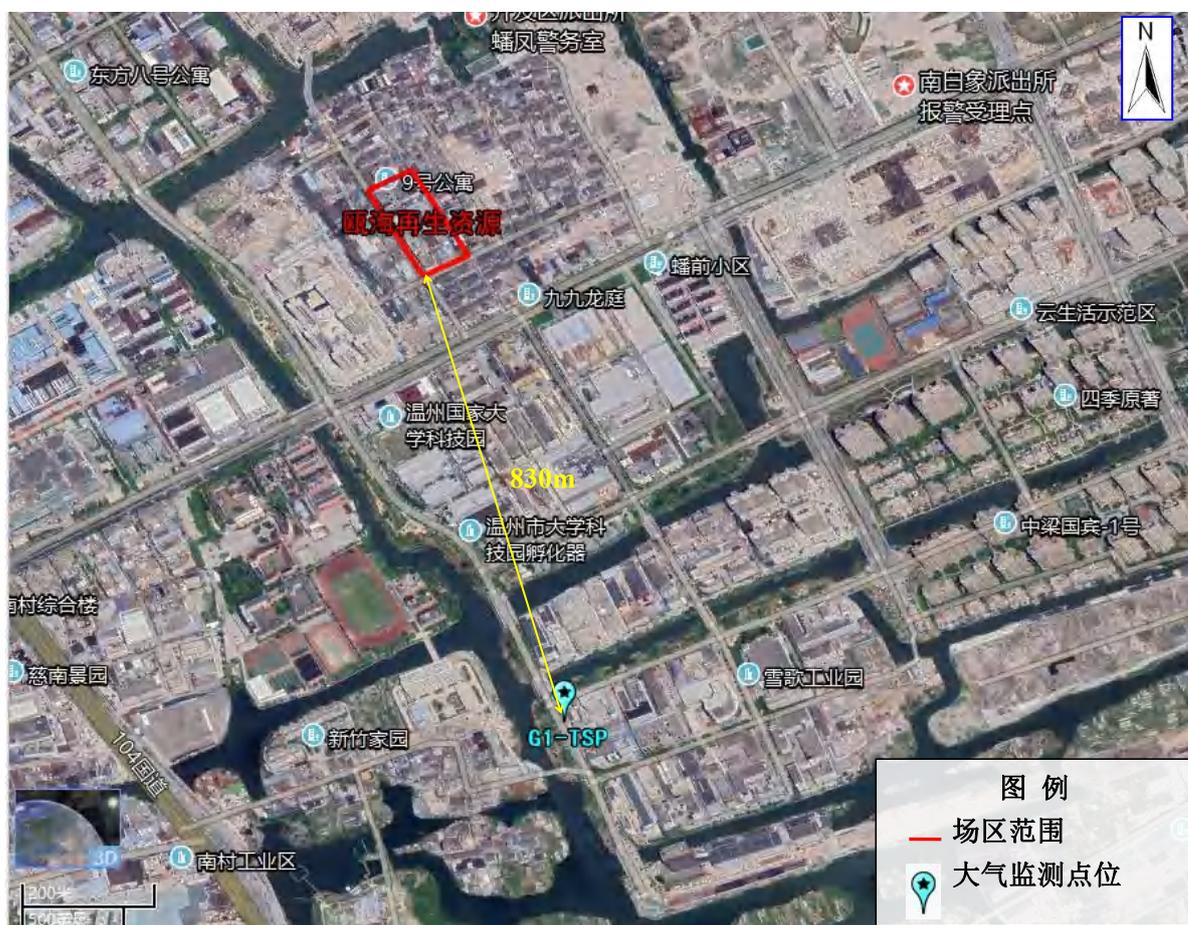 开发区派出所
蟠凤警务室
N
东方八号公寓
南白象派出所
报警受理点
9号公寓
瓯海再生资源
蟠前小区
九九龙庭
云生活示范区
四季原著
温州国家大
学科技园
830m
温州市大学科
技园孵化器
中梁国宾-1号
南村综合楼
慈南景园
雪歌工业园
新竹家园
G1-TSP
104国道
图 例
场区范围
大气监测点位
3D
南村工业区
200米
500英尺